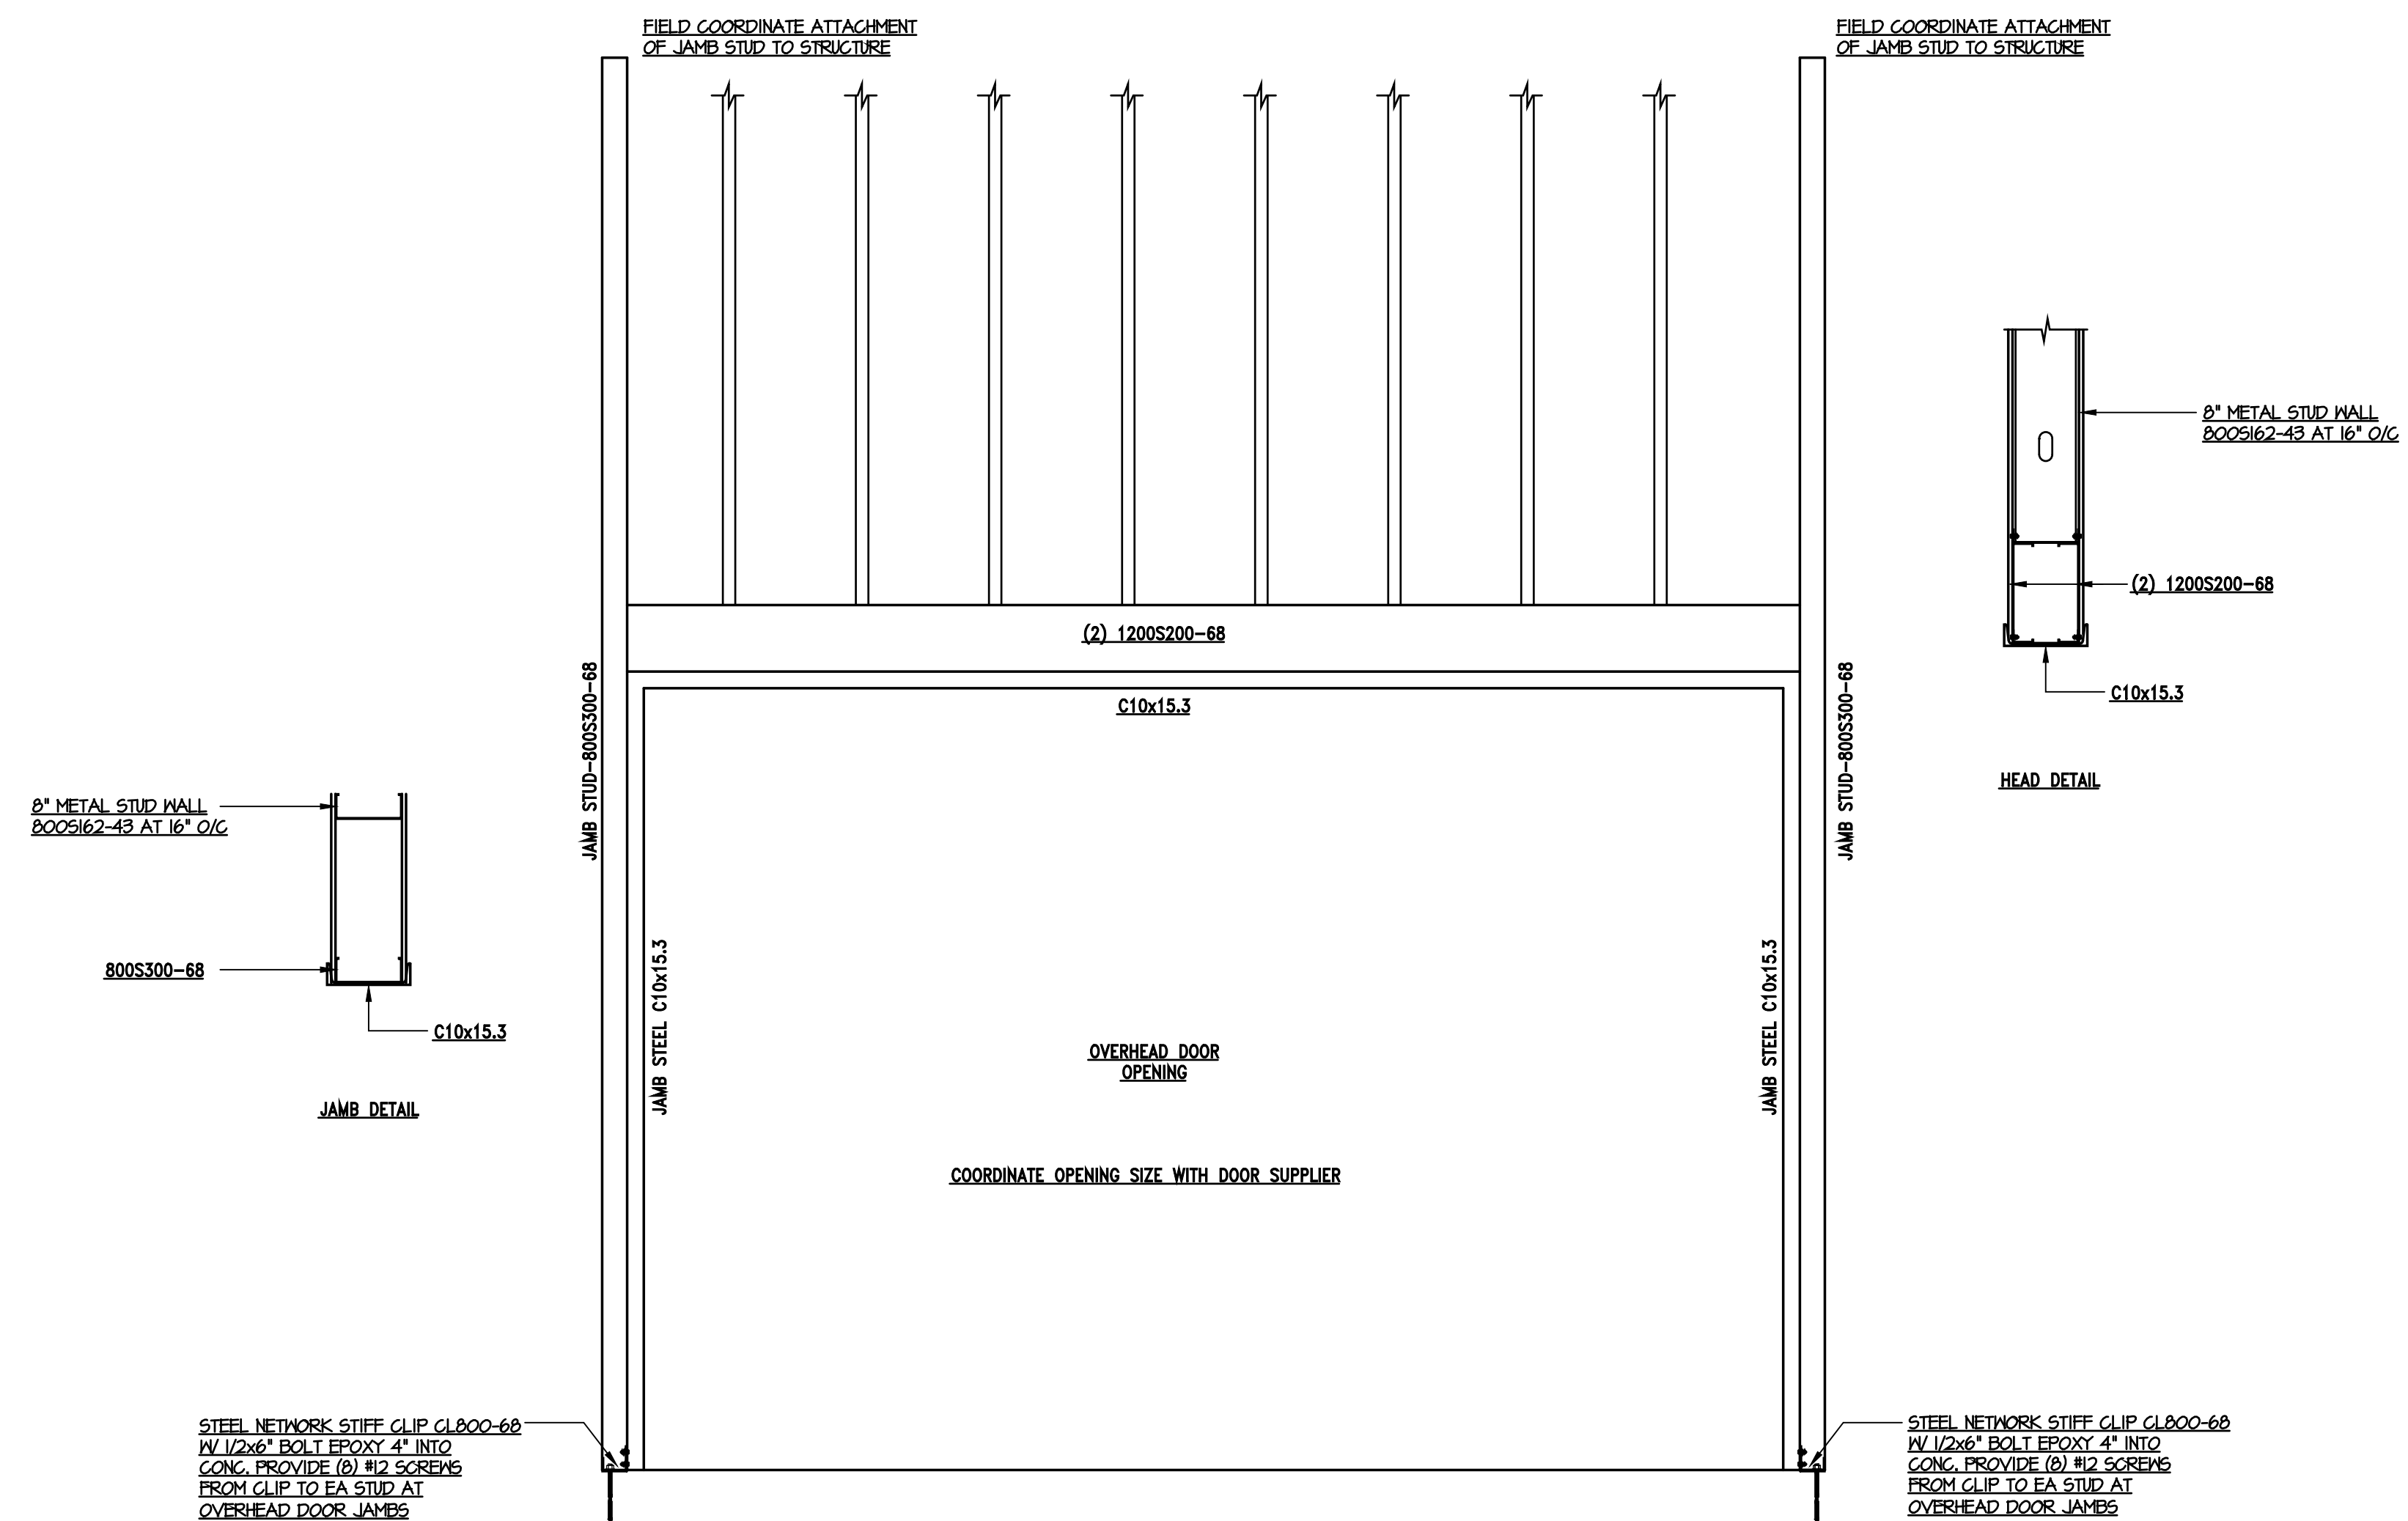 FIELD COORDINATE ATTACHMENT
OF JAMB STUD TO STRUCTURE
FIELD COORDINATE ATTACHMENT
OF JAMB STUD TO STRUCTURE
8" METAL STUD WALL
800S162-43 AT 16" O/C
(2) 1200S200-68
C10x15.3
HEAD DETAIL
(2) 1200S200-68
C10x15.3
JAMB STUD-800S300-68
JAMB STUD-800S300-68
8" METAL STUD WALL
800S162-43 AT 16" O/C
800S300-68
C10x15.3
JAMB DETAIL
JAMB STEEL C10x15.3
JAMB STEEL C10x15.3
OVERHEAD DOOR
OPENING
COORDINATE OPENING SIZE WITH DOOR SUPPLIER
STEEL NETWORK STIFF CLIP CL800-68
W/ 1/2x6" BOLT EPOXY 4" INTO
CONC. PROVIDE (8) #12 SCREWS
FROM CLIP TO EA STUD AT
OVERHEAD DOOR JAMBS
STEEL NETWORK STIFF CLIP CL800-68
W/ 1/2x6" BOLT EPOXY 4" INTO
CONC. PROVIDE (8) #12 SCREWS
FROM CLIP TO EA STUD AT
OVERHEAD DOOR JAMBS